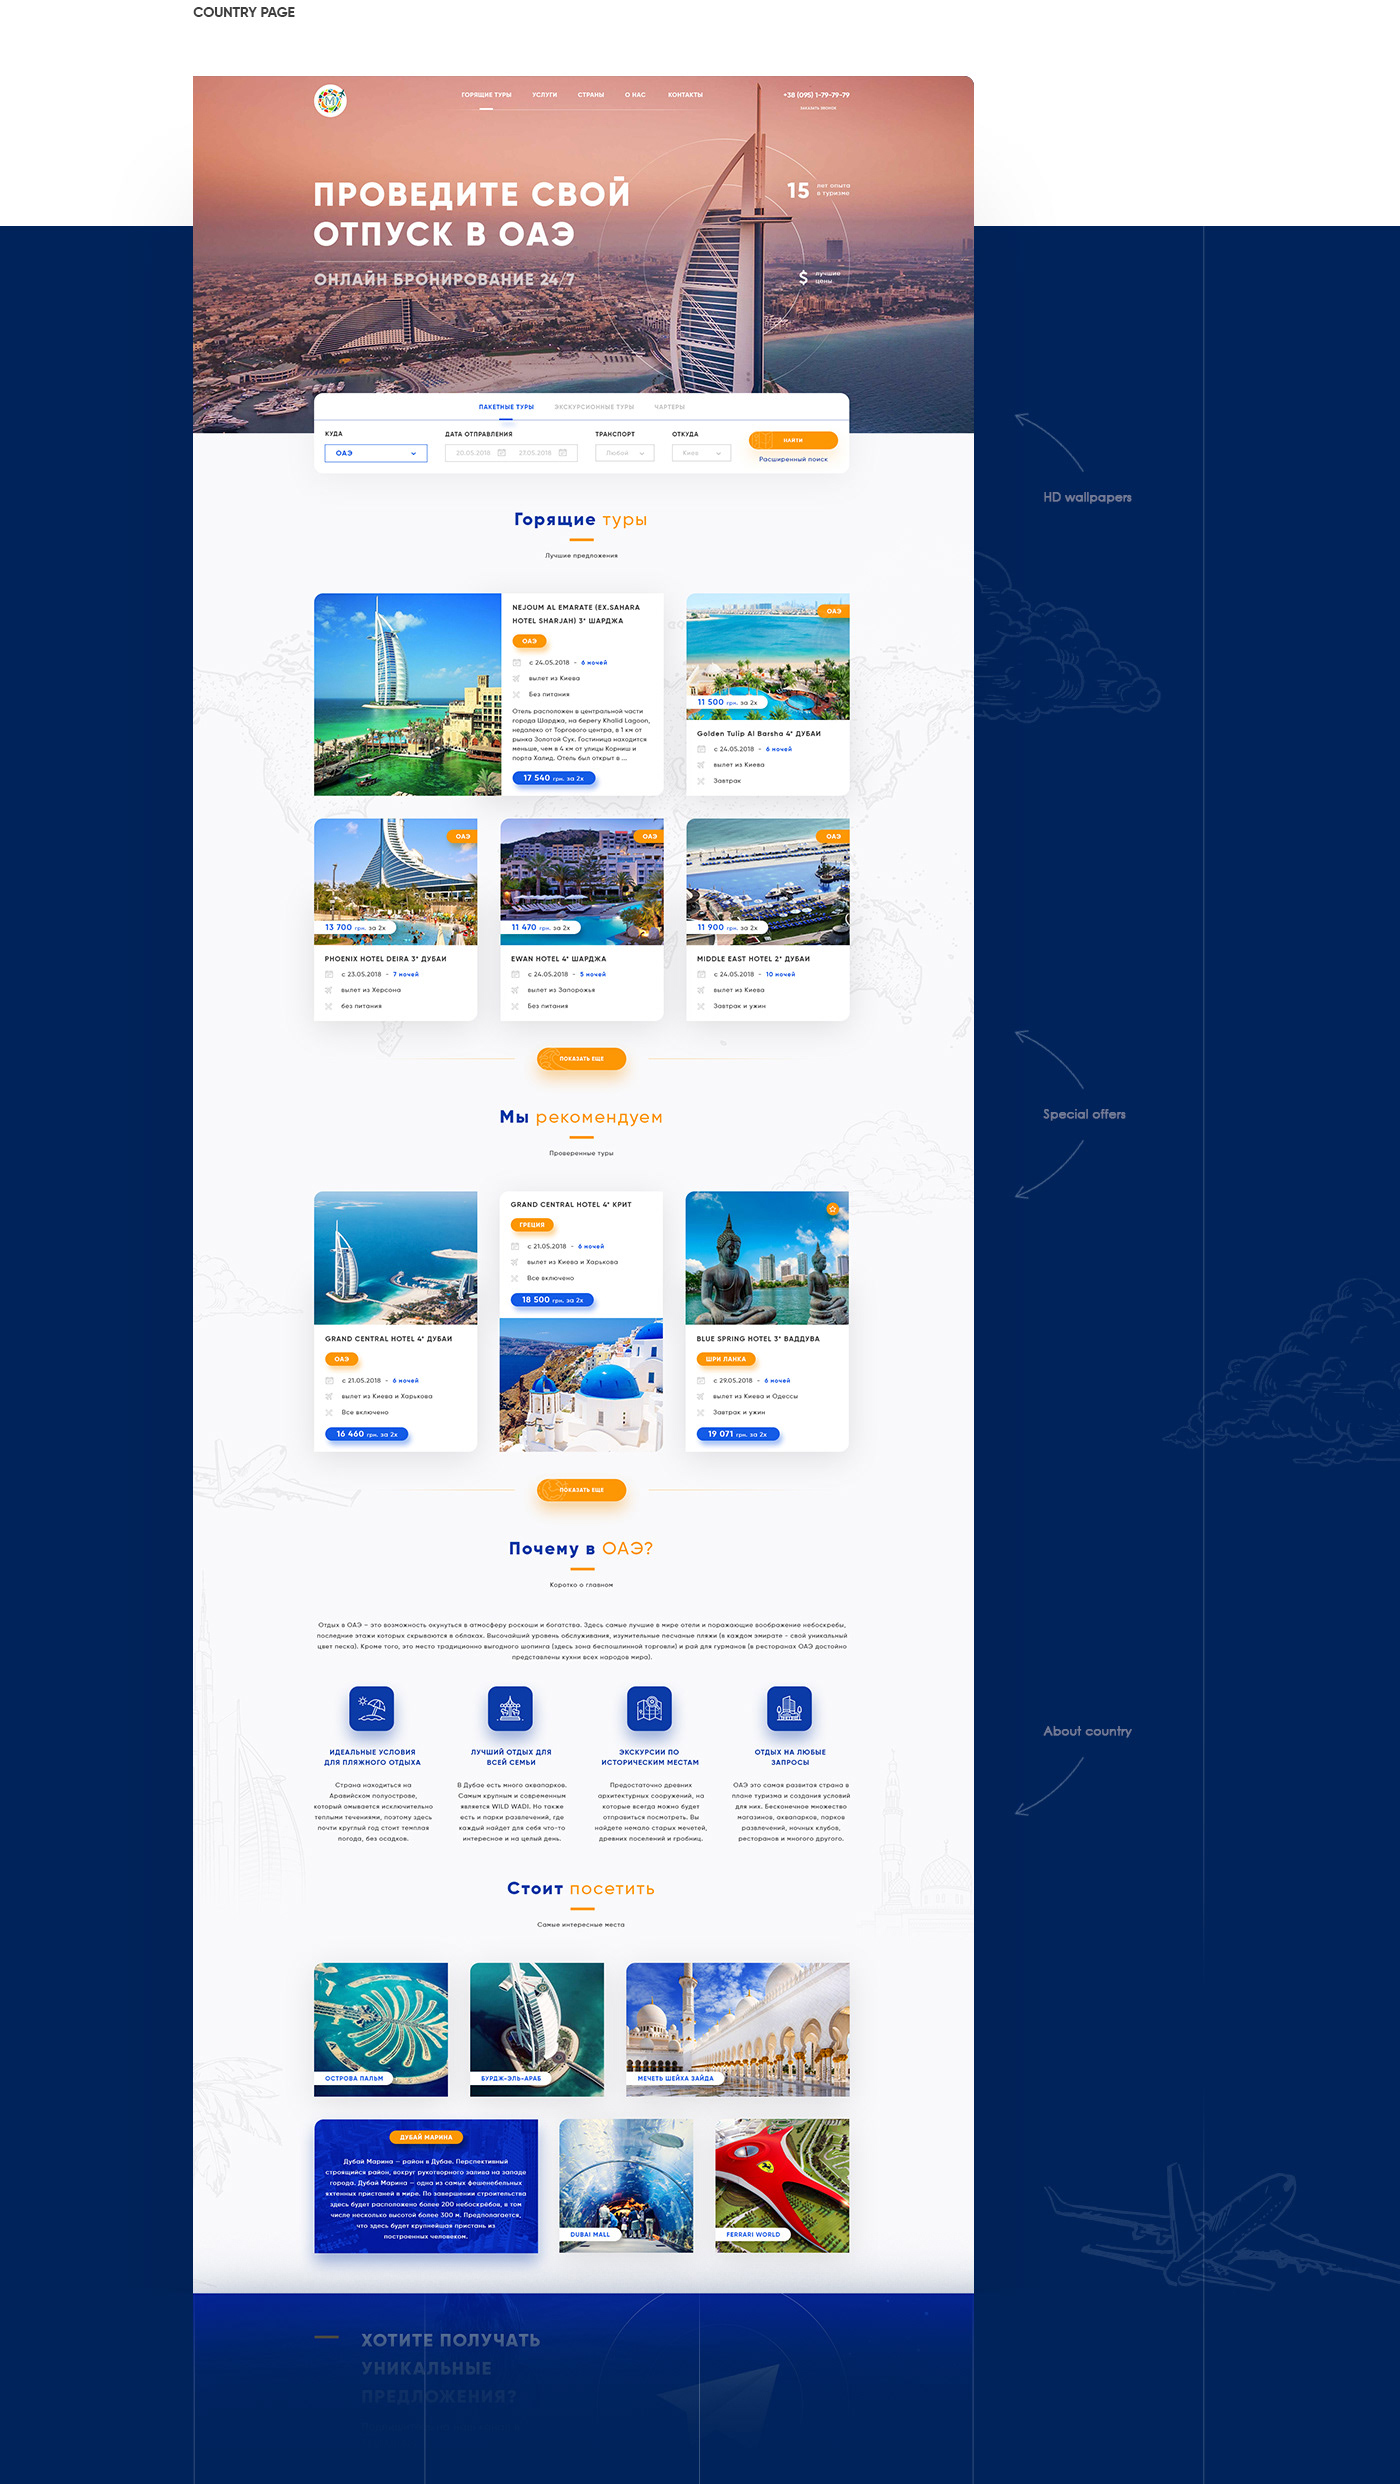 COUNTRY PAGE
ГОРЯЩИЕ ТУРЫ УСЛУГИ СТРАНЫ О НАС КОНТАКТЫ
+38 (095) 1-79-79-79
ЗАКАЗАТЬ ЗВОНОК
ПРОВЕДИТЕ СВОЙ
ОТПУСК В ОАЭ
ОНЛАЙН БРОНИРОВАНИЕ 24/7
15 лет опыта
в туризме
$ лучшие
цены
ПАКЕТНЫЕ ТУРЫ ЭКСКУРСИОННЫЕ ТУРЫ ЧАРТЕРЫ
КУДА ДАТА ОТПРАВЛЕНИЯ ТРАНСПОРТ ОТКУДА
ОАЭ 20.05.2018 27.05.2018 Любой Киев НАЙТИ
Расширенный поиск
HD wallpapers
Горящие туры
Лучшие предложения
NEJOUM AL EMARATE (EX.SAHARA
HOTEL SHARJAH) 3* ШАРДЖА
ОАЭ
с 24.05.2018 - 6 ночей
вылет из Киева
Без питания
Отель расположен в центральной части
города Шарджа, на берегу Khalid Lagoon,
недалеко от Торгового центра, в 1 км от
рынка Золотой Сук. Гостиница находится
меньше, чем в 4 км от улицы Корниш и
порта Халид. Отель был открыт в ...
17 540 грн. за 2х
ОАЭ
11 500 грн. за 2х
Golden Tulip Al Barsha 4* ДУБАИ
с 24.05.2018 - 6 ночей
вылет из Киева
Завтрак
ОАЭ
13 700 грн. за 2х
PHOENIX HOTEL DEIRA 3* ДУБАИ
с 23.05.2018 - 7 ночей
вылет из Херсона
без питания
ОАЭ
11 470 грн. за 2х
EWAN HOTEL 4* ШАРДЖА
с 24.05.2018 - 5 ночей
вылет из Запорожья
Без питания
ОАЭ
11 900 грн. за 2х
MIDDLE EAST HOTEL 2* ДУБАИ
с 24.05.2018 - 10 ночей
вылет из Киева
Завтрак и ужин
ПОКАЗАТЬ ЕЩЕ
Special offers
Мы рекомендуем
Проверенные туры
GRAND CENTRAL HOTEL 4* ДУБАИ
ОАЭ
с 21.05.2018 - 6 ночей
вылет из Киева и Харькова
Все включено
16 460 грн. за 2х
GRAND CENTRAL HOTEL 4* КРИТ
ГРЕЦИЯ
с 21.05.2018 - 6 ночей
вылет из Киева и Харькова
Все включено
18 500 грн. за 2х
BLUE SPRING HOTEL 3* ВАДДУВА
ШРИ ЛАНКА
с 29.05.2018 - 6 ночей
вылет из Киева и Одессы
Завтрак и ужин
19 071 грн. за 2х
ПОКАЗАТЬ ЕЩЕ
Почему в ОАЭ?
Коротко о главном
Отдых в ОАЭ – это возможность окунуться в атмосферу роскоши и богатства. Здесь самые лучшие в мире отели и поражающие воображение небоскребы,
последние этажи которых скрываются в облаках. Высочайший уровень обслуживания, изумительные песчаные пляжи (в каждом эмирате - свой уникальный
цвет песка). Кроме того, это место традиционно выгодного шопинга (здесь зона беспошлинной торговли) и рай для гурманов (в ресторанах ОАЭ достойно
представлены кухни всех народов мира).
About country
ИДЕАЛЬНЫЕ УСЛОВИЯ
ДЛЯ ПЛЯЖНОГО ОТДЫХА
Страна находиться на
Аравийском полуострове,
который омывается исключительно
теплыми течениями, поэтому здесь
почти круглый год стоит темплая
погода, без осадков.
ЛУЧШИЙ ОТДЫХ ДЛЯ
ВСЕЙ СЕМЬИ
В Дубае есть много аквапарков.
Самым крупным и современным
является WILD WADI. Но также
есть и парки развлечений, где
каждый найдет для себя что-то
интересное и на целый день.
ЭКСКУРСИИ ПО
ИСТОРИЧЕСКИМ МЕСТАМ
Предостаточно древних
архитектурных сооружений, на
которые всегда можно будет
отправиться посмотреть. Вы
найдете немало старых мечетей,
древних поселений и гробниц.
ОТДЫХ НА ЛЮБЫЕ
ЗАПРОСЫ
ОАЭ это самая развитая страна в
плане туризма и создания условий
для них. Бесконечное множество
магазинов, аквапарков, парков
развлечений, ночных клубов,
ресторанов и многого другого.
Стоит посетить
Самые интересные места
ОСТРОВА ПАЛЬМ
БУРДЖ-ЭЛЬ-АРАБ
МЕЧЕТЬ ШЕЙХА ЗАЙДА
ДУБАЙ МАРИНА
Дубай Марина — район в Дубае. Перспективный
строящийся район, вокруг рукотворного залива на западе
города. Дубай Марина — одна из самых фешенебельных
яхтенных пристаней в мире. По завершении строительства
здесь будет расположено более 200 небоскрёбов, в том
числе несколько высотой более 300 м. Предполагается,
что здесь будет крупнейшая пристань из
построенных человеком.
DUBAI MALL
FERRARI WORLD
ХОТИТЕ ПОЛУЧАТЬ
УНИКАЛЬНЫЕ
ПРЕДЛОЖЕНИЯ?